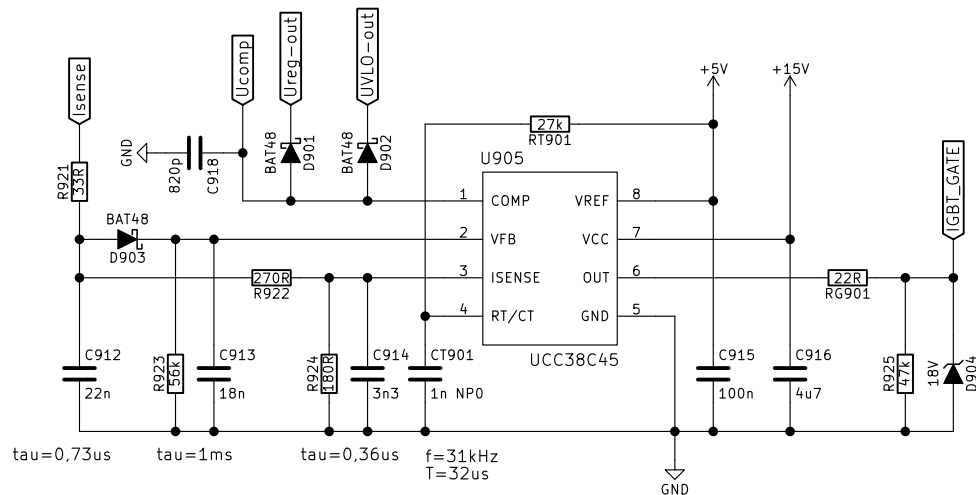 Isense
Ucomp
Ureg-out
UVLO-out
+5V
+15V
27k
RT901
GND
820p
C918
BAT48
D901
BAT48
D902
U905
R921
33R
IGBT_GATE
1 COMP VREF 8
BAT48
D903
2 VFB VCC 7
270R
R922
3 ISENSE OUT 6
22R
RG901
4 RT/CT GND 5
UCC38C45
C912
22n
R923
56k
C913
18n
R924
180R
C914
3n3
CT901
1n NP0
C915
100n
C916
4u7
R925
47k
18V
D904
tau=0,73us
tau=1ms
tau=0,36us
f=31kHz
T=32us
GND